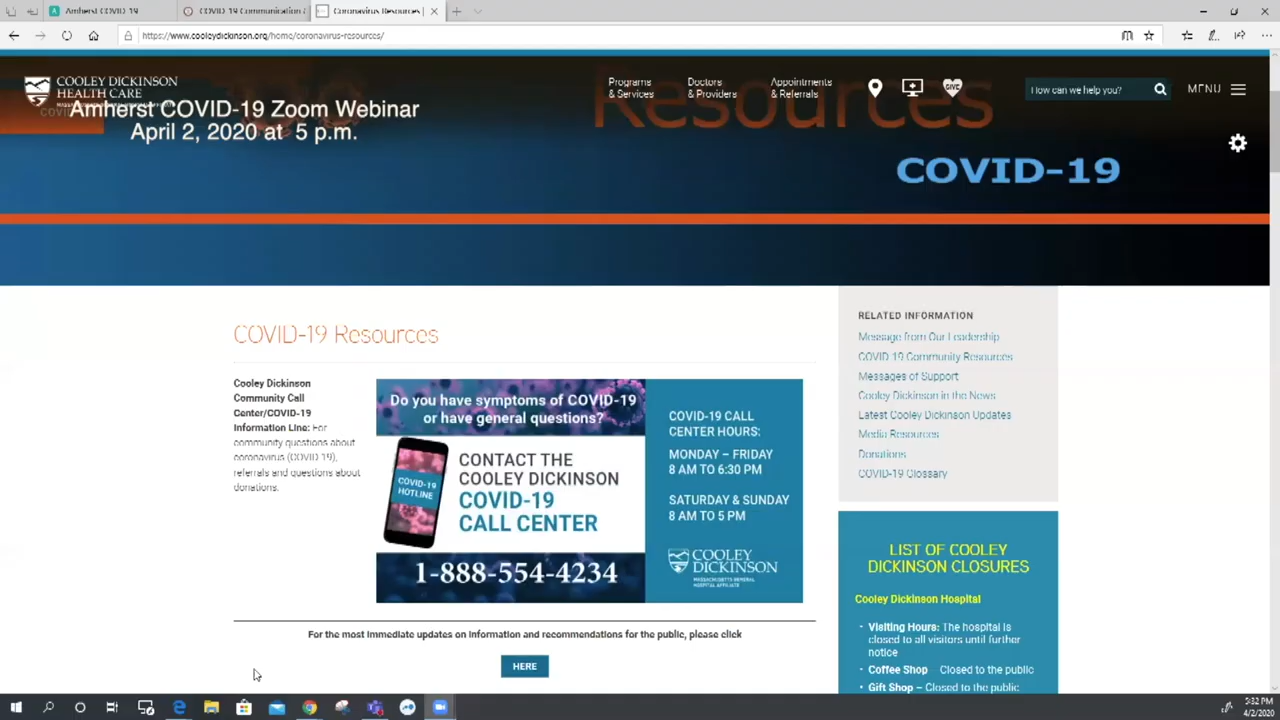 Amherst COVID-19
COVID 19 Communication
Coronavirus Resources |
https://www.cooleydickinson.org/home/coronavirus-resources/
COOLEY DICKINSON
HEALTH CARE
Programs
& Services
Doctors
& Providers
Appointments
& Referrals
GIVE
How can we help you?
MENU
Amherst COVID-19 Zoom Webinar
April 2, 2020 at 5 p.m.
Resources
COVID-19
COVID-19 Resources
Cooley Dickinson
Community Call
Center/COVID-19
Information Line: For
community questions about
coronavirus (COVID 19),
referrals and questions about
donations.
Do you have symptoms of COVID-19
or have general questions?
COVID-19
HOTLINE
CONTACT THE
COOLEY DICKINSON
COVID-19
CALL CENTER
1-888-554-4234
COVID-19 CALL
CENTER HOURS:
MONDAY – FRIDAY
8 AM TO 6:30 PM
SATURDAY & SUNDAY
8 AM TO 5 PM
COOLEY
DICKINSON
MASSACHUSETTS GENERAL
HOSPITAL AFFILIATE
For the most immediate updates on information and recommendations for the public, please click
HERE
RELATED INFORMATION
Message from Our Leadership
COVID 19 Community Resources
Messages of Support
Cooley Dickinson in the News
Latest Cooley Dickinson Updates
Media Resources
Donations
COVID-19 Glossary
LIST OF COOLEY
DICKINSON CLOSURES
Cooley Dickinson Hospital
Visiting Hours: The hospital is
closed to all visitors until further
notice
Coffee Shop – Closed to the public
Gift Shop – Closed to the public
5:32 PM
4/2/2020